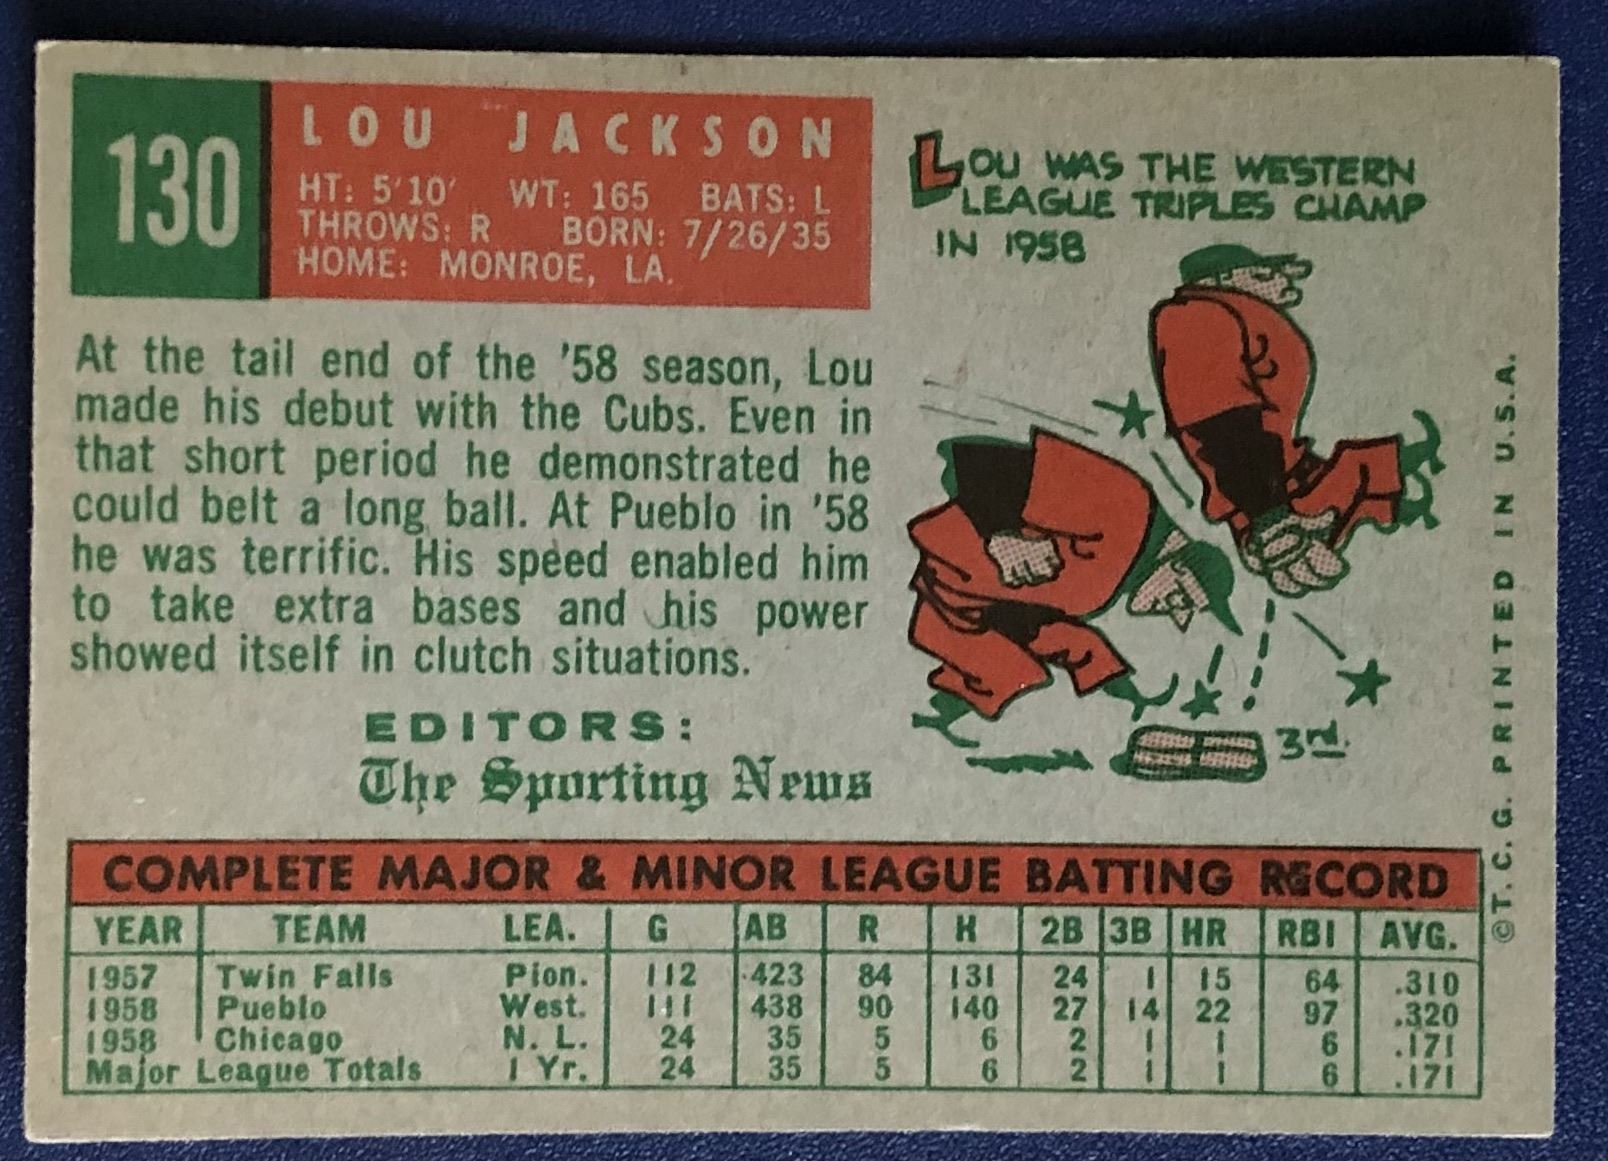 130
LOU JACKSON
HT: 5'10' WT: 165 BATS: L
THROWS: R BORN: 7/26/35
HOME: MONROE, LA.
At the tail end of the '58 season, Lou
made his debut with the Cubs. Even in
that short period he demonstrated he
could belt a long ball. At Pueblo in '58
he was terrific. His speed enabled him
to take extra bases and his power
showed itself in clutch situations.
EDITORS:
The Sporting News
LOU WAS THE WESTERN
LEAGUE TRIPLES CHAMP
IN 1958
3rd.
COMPLETE MAJOR & MINOR LEAGUE BATTING RECORD
YEAR TEAM LEA. G AB R H 2B 3B HR RBI AVG.
1957 Twin Falls Pion. 112 423 84 131 24 1 15 64 .310
1958 Pueblo West. 111 438 90 140 27 14 22 97 .320
1958 Chicago N. L. 24 35 5 6 2 1 1 6 .171
Major League Totals 1 Yr. 24 35 5 6 2 1 1 6 .171
©T. C. G. PRINTED IN U.S.A.